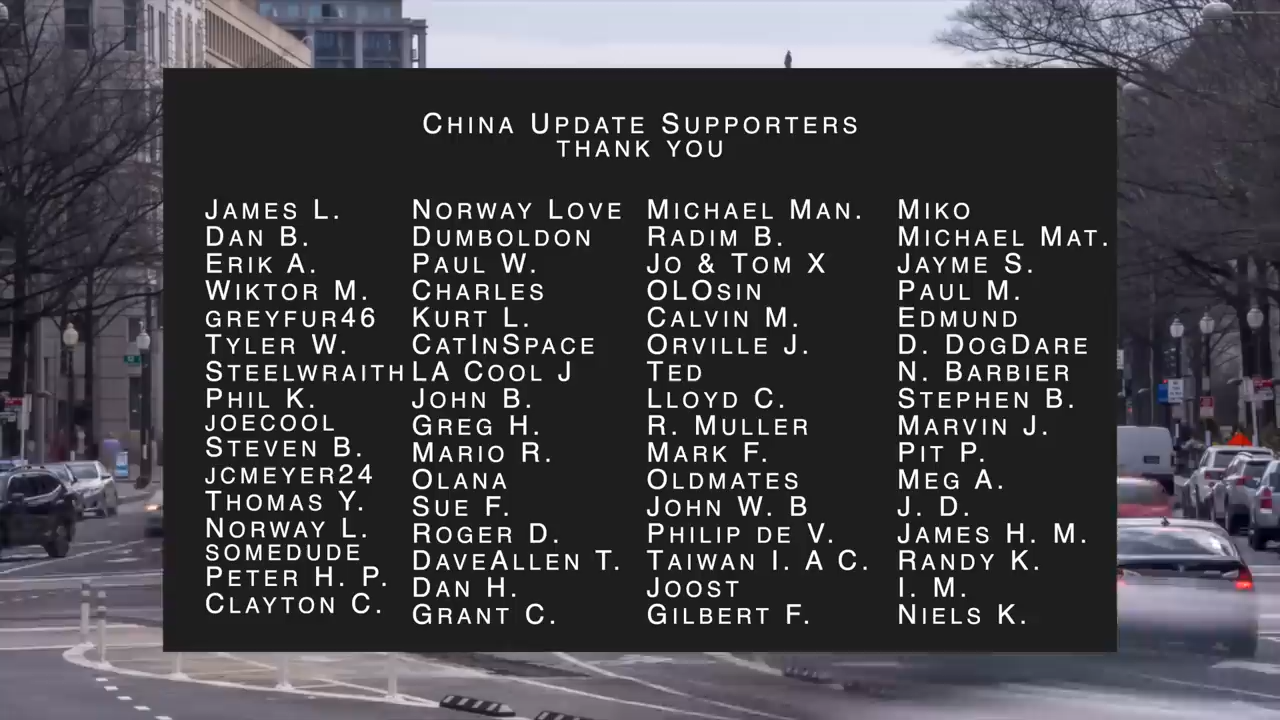 China Update Supporters
THANK YOU
James L.
Dan B.
Erik A.
Wiktor M.
greyfur46
Tyler W.
Steelwraith
Phil K.
joecool
Steven B.
jcmeyer24
Thomas Y.
Norway L.
somedude
Peter H. P.
Clayton C.
Norway Love
Dumboldon
Paul W.
Charles
Kurt L.
CatInSpace
LA Cool J
John B.
Greg H.
Mario R.
Olana
Sue F.
Roger D.
DaveAllen T.
Dan H.
Grant C.
Michael Man.
Radim B.
Jo & Tom X
OLOsin
Calvin M.
Orville J.
Ted
Lloyd C.
R. Muller
Mark F.
Oldmates
John W. B
Philip de V.
Taiwan I. A C.
Joost
Gilbert F.
Miko
Michael Mat.
Jayme S.
Paul M.
Edmund
D. DogDare
N. Barbier
Stephen B.
Marvin J.
Pit P.
Meg A.
J. D.
James H. M.
Randy K.
I. M.
Niels K.